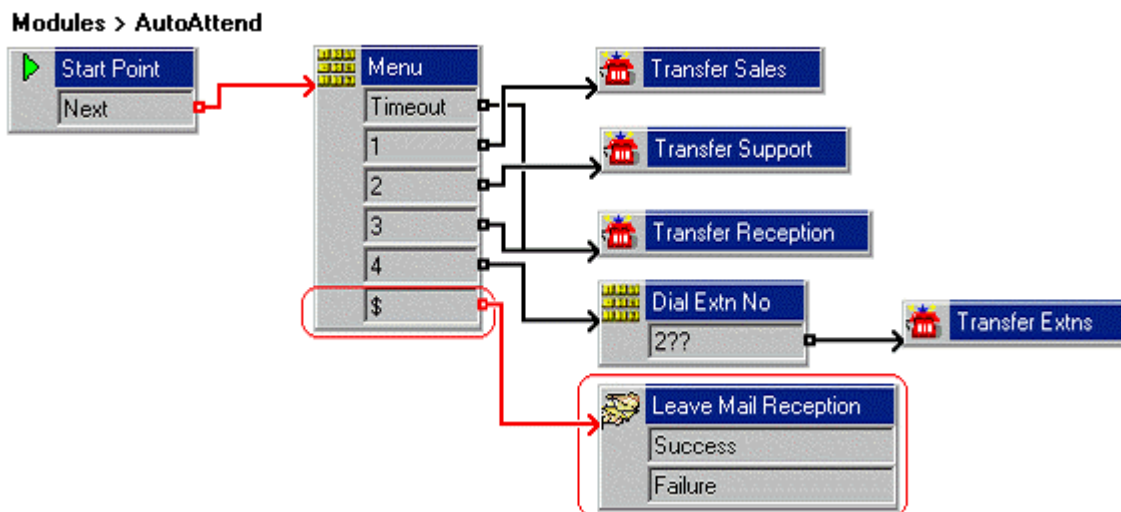 Modules > AutoAttend
Start Point
Next
Menu
Timeout
1
2
3
4
$
Transfer Sales
Transfer Support
Transfer Reception
Dial Extn No
2??
Transfer Extns
Leave Mail Reception
Success
Failure